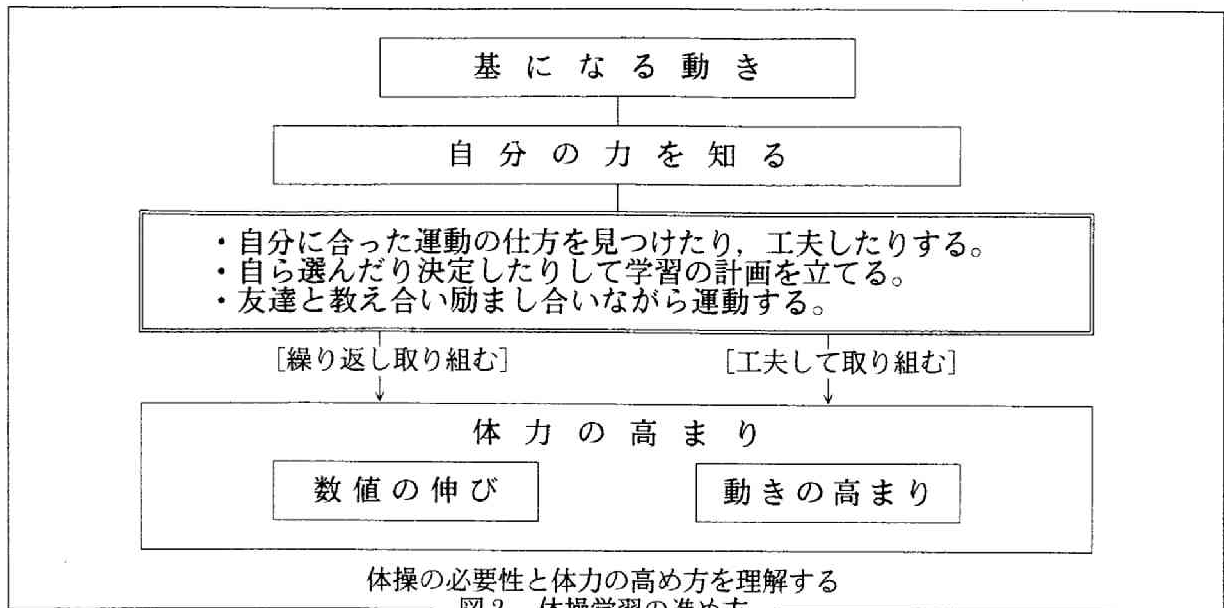 基になる動き
自分の力を知る
・自分に合った運動の仕方を見つけたり，工夫したりする。
・自ら選んだり決定したりして学習の計画を立てる。
・友達と教え合い励まし合いながら運動する。
[繰り返し取り組む] [工夫して取り組む]
体力の高まり
数値の伸び 動きの高まり
体操の必要性と体力の高め方を理解する
図2 体操学習の進め方